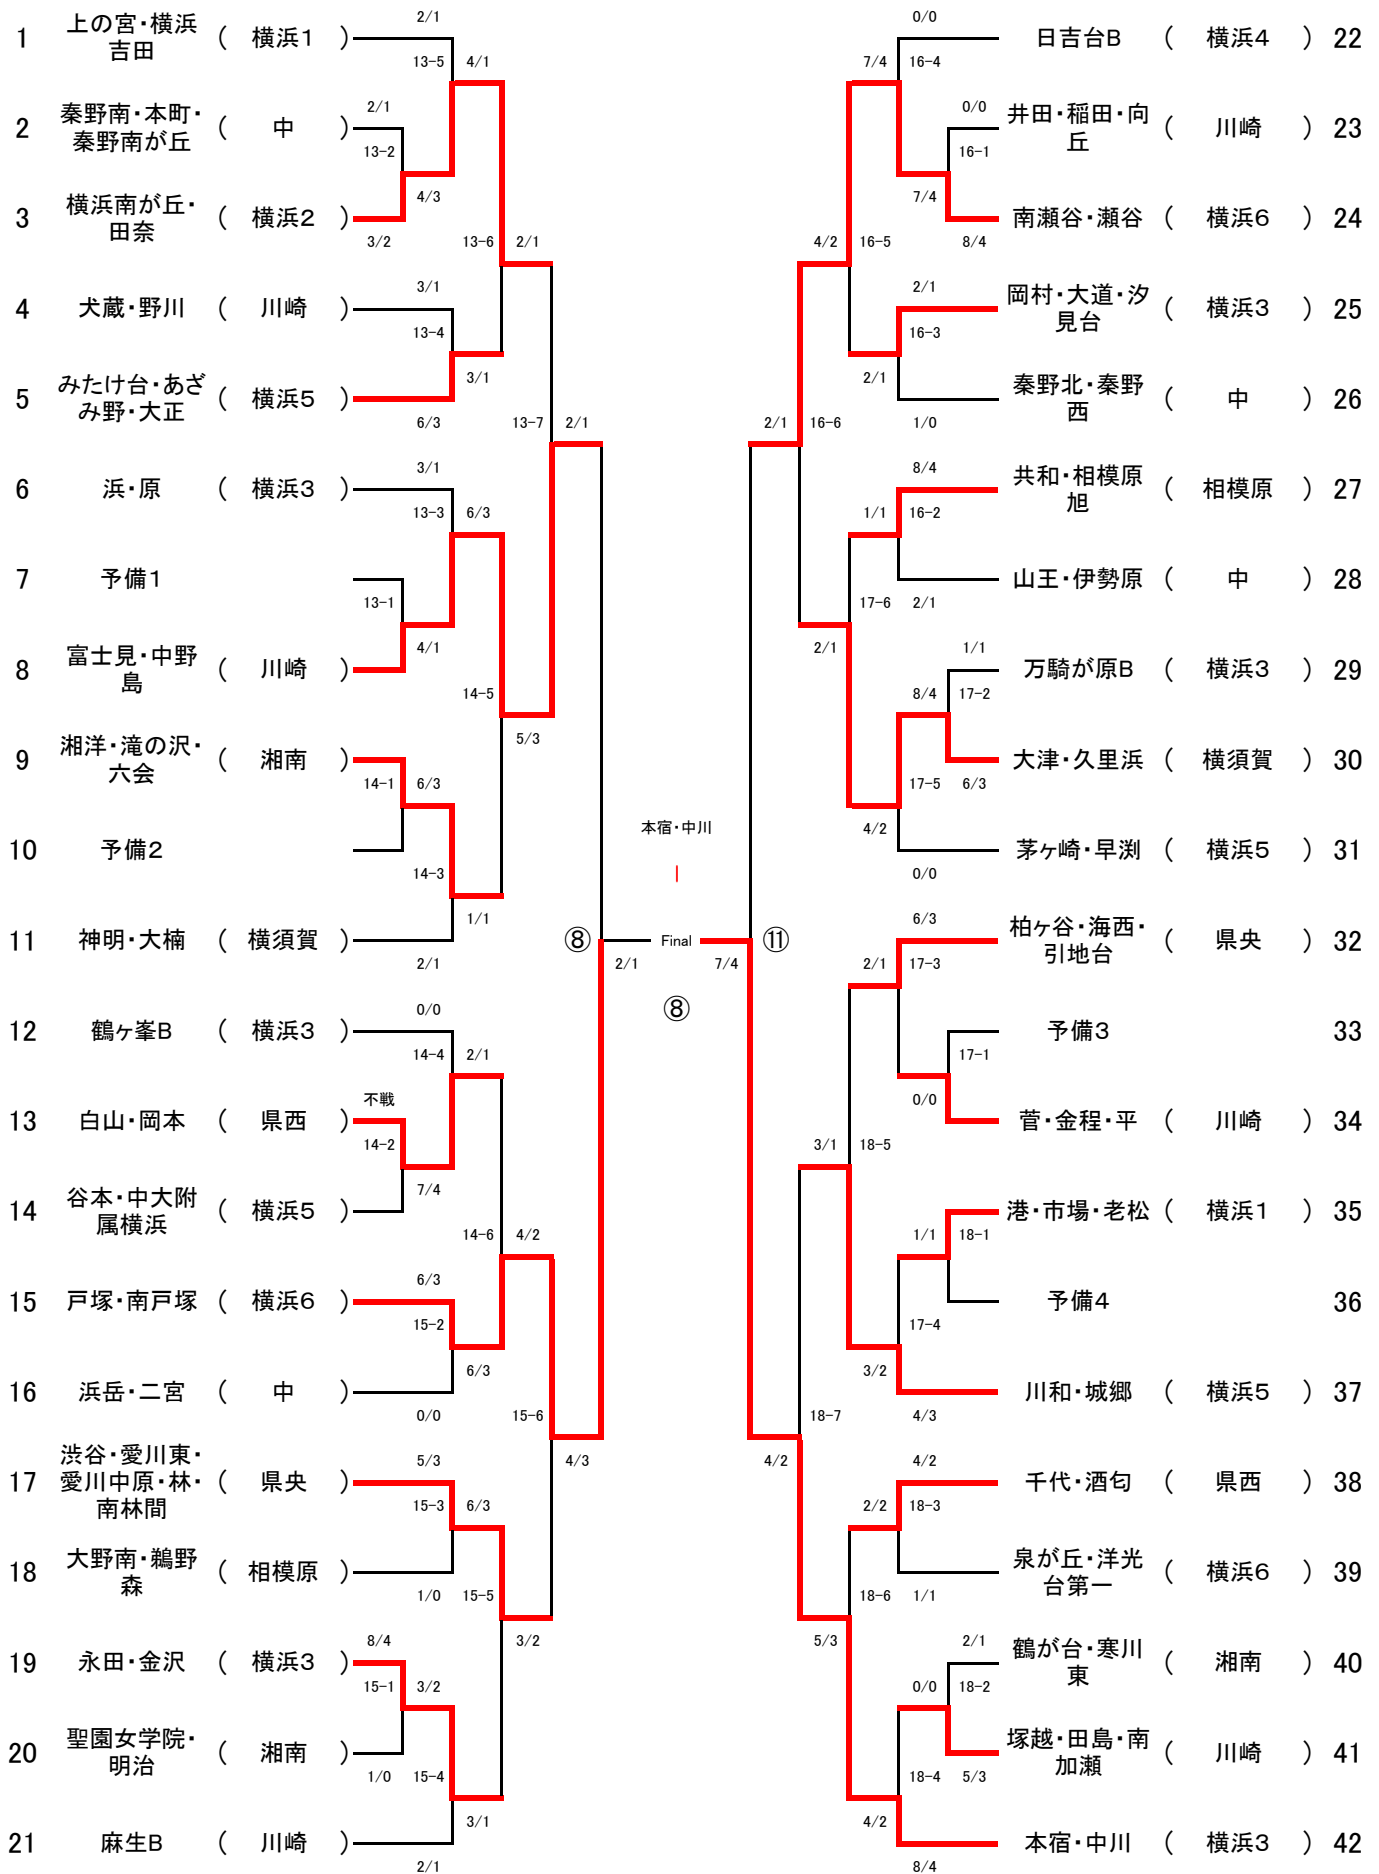 1 上の宮・横浜
吉田 ( 横浜1 )
2/1
13-5
4/1
2 秦野南・本町・
秦野南が丘 ( 中 )
2/1
13-2
4/3
3 横浜南が丘・
田奈 ( 横浜2 )
3/2
13-6
2/1
4 犬蔵・野川 ( 川崎 )
3/1
13-4
3/1
5 みたけ台・あざ
み野・大正 ( 横浜5 )
6/3
13-7
2/1
6 浜・原 ( 横浜3 )
3/1
13-3
6/3
7 予備1
13-1
4/1
8 富士見・中野
島 ( 川崎 )
14-5
5/3
9 湘洋・滝の沢・
六会 ( 湘南 )
14-1
6/3
10 予備2
14-3
1/1
11 神明・大楠 ( 横須賀 )
2/1
12 鶴ヶ峯B ( 横浜3 )
0/0
14-4
2/1
13 白山・岡本 ( 県西 )
不戦
14-2
7/4
14 谷本・中大附
属横浜 ( 横浜5 )
14-6
4/2
15 戸塚・南戸塚 ( 横浜6 )
6/3
15-2
6/3
16 浜岳・二宮 ( 中 )
0/0
15-6
4/3
17 渋谷・愛川東・
愛川中原・林・
南林間 ( 県央 )
5/3
15-3
6/3
18 大野南・鵜野
森 ( 相模原 )
1/0
15-5
3/2
19 永田・金沢 ( 横浜3 )
8/4
15-1
3/2
20 聖園女学院・
明治 ( 湘南 )
1/0
15-4
3/1
21 麻生B ( 川崎 )
2/1
本宿・中川
⑧
Final
⑪
2/1
7/4
⑧
0/0
日吉台B ( 横浜4 ) 22
7/4
16-4
0/0
井田・稲田・向
丘 ( 川崎 ) 23
16-1
7/4
南瀬谷・瀬谷 ( 横浜6 ) 24
8/4
4/2
16-5
2/1
岡村・大道・汐
見台 ( 横浜3 ) 25
16-3
2/1
秦野北・秦野
西 ( 中 ) 26
1/0
2/1
16-6
8/4
共和・相模原
旭 ( 相模原 ) 27
1/1
16-2
山王・伊勢原 ( 中 ) 28
2/1
17-6
2/1
1/1
万騎が原B ( 横浜3 ) 29
8/4
17-2
大津・久里浜 ( 横須賀 ) 30
6/3
17-5
4/2
茅ヶ崎・早渕 ( 横浜5 ) 31
0/0
6/3
柏ヶ谷・海西・
引地台 ( 県央 ) 32
2/1
17-3
予備3 33
17-1
0/0
菅・金程・平 ( 川崎 ) 34
3/1
18-5
港・市場・老松 ( 横浜1 ) 35
1/1
18-1
予備4 36
17-4
3/2
川和・城郷 ( 横浜5 ) 37
4/3
18-7
4/2
4/2
千代・酒匂 ( 県西 ) 38
2/2
18-3
泉が丘・洋光
台第一 ( 横浜6 ) 39
1/1
18-6
5/3
2/1
鶴が台・寒川
東 ( 湘南 ) 40
0/0
18-2
塚越・田島・南
加瀬 ( 川崎 ) 41
5/3
18-4
4/2
本宿・中川 ( 横浜3 ) 42
8/4